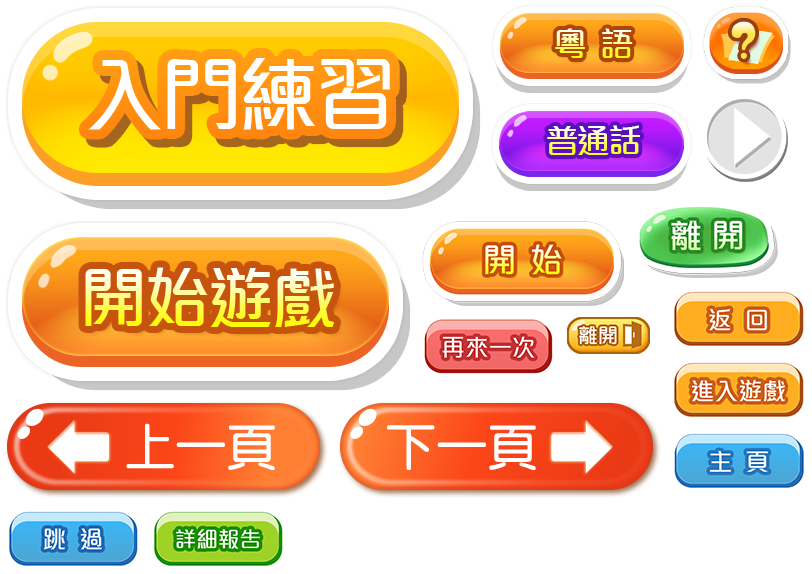 入門練習
粵語
?
普通話
開始遊戲
開始
離開
再來一次
離開
返回
進入遊戲
上一頁
下一頁
主頁
跳過
詳細報告